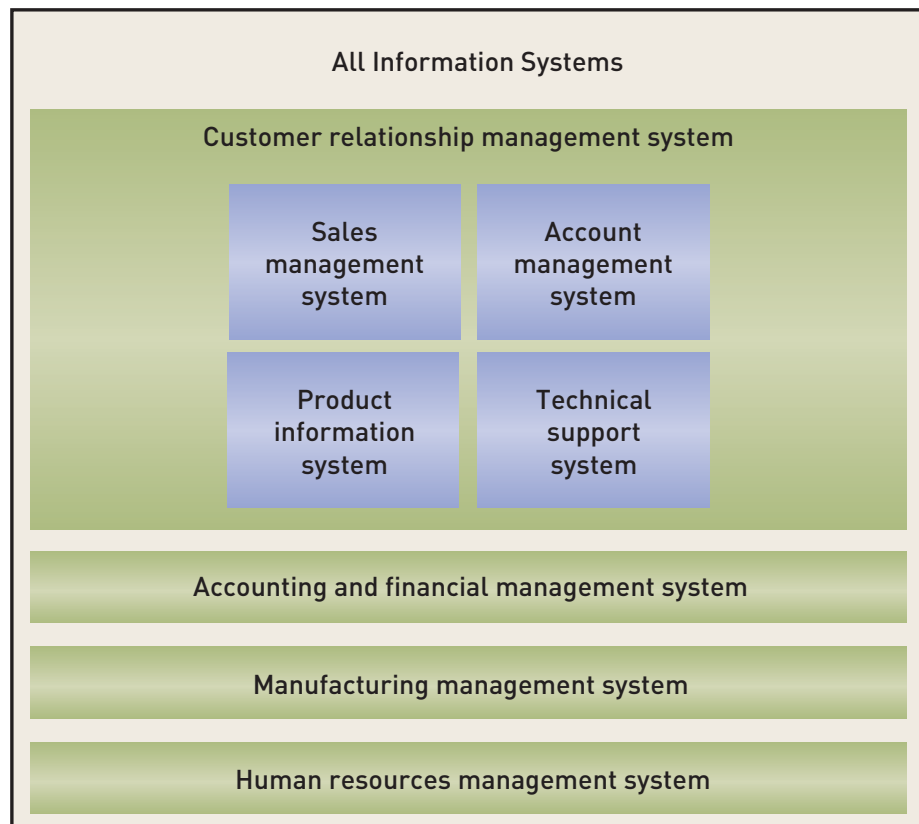 All Information Systems
Customer relationship management system
Sales
management
system
Account
management
system
Product
information
system
Technical
support
system
Accounting and financial management system
Manufacturing management system
Human resources management system